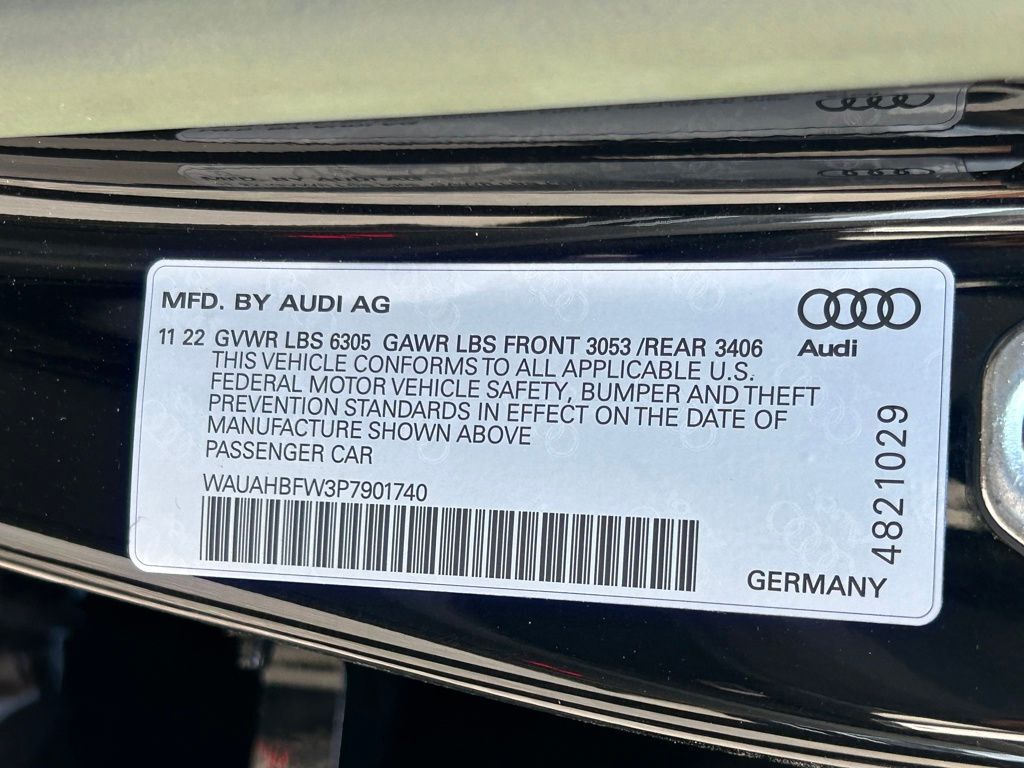 MFD. BY AUDI AG
Audi
11 22 GVWR LBS 6305 GAWR LBS FRONT 3053 /REAR 3406
THIS VEHICLE CONFORMS TO ALL APPLICABLE U.S.
FEDERAL MOTOR VEHICLE SAFETY, BUMPER AND THEFT
PREVENTION STANDARDS IN EFFECT ON THE DATE OF
MANUFACTURE SHOWN ABOVE
PASSENGER CAR
WAUAHBFW3P7901740
4821029
GERMANY